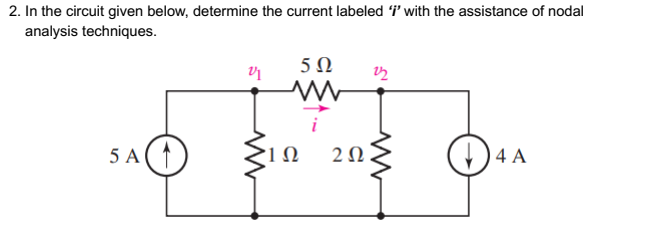 2. In the circuit given below, determine the current labeled ‘i’ with the assistance of nodal
analysis techniques.
v1 5 Ω v2
i
5 A 1 Ω 2 Ω 4 A